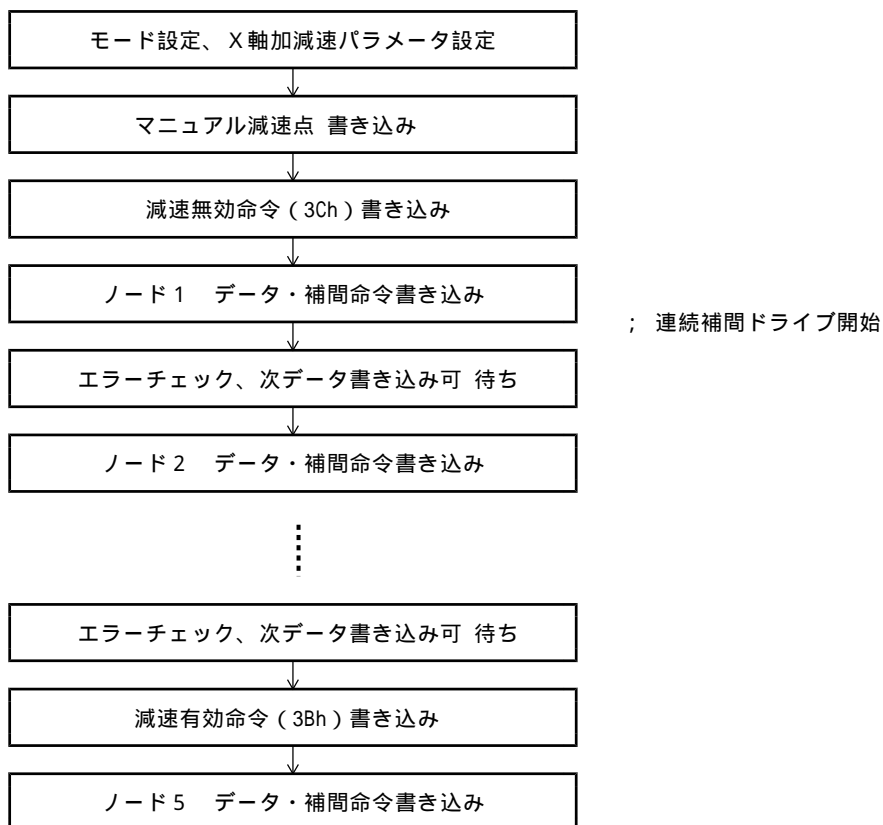 モード設定、X軸加減速パラメータ設定
マニュアル減速点 書き込み
減速無効命令(3Ch)書き込み
ノード1 データ・補間命令書き込み
; 連続補間ドライブ開始
エラーチェック、次データ書き込み可 待ち
ノード2 データ・補間命令書き込み
エラーチェック、次データ書き込み可 待ち
減速有効命令(3Bh)書き込み
ノード5 データ・補間命令書き込み